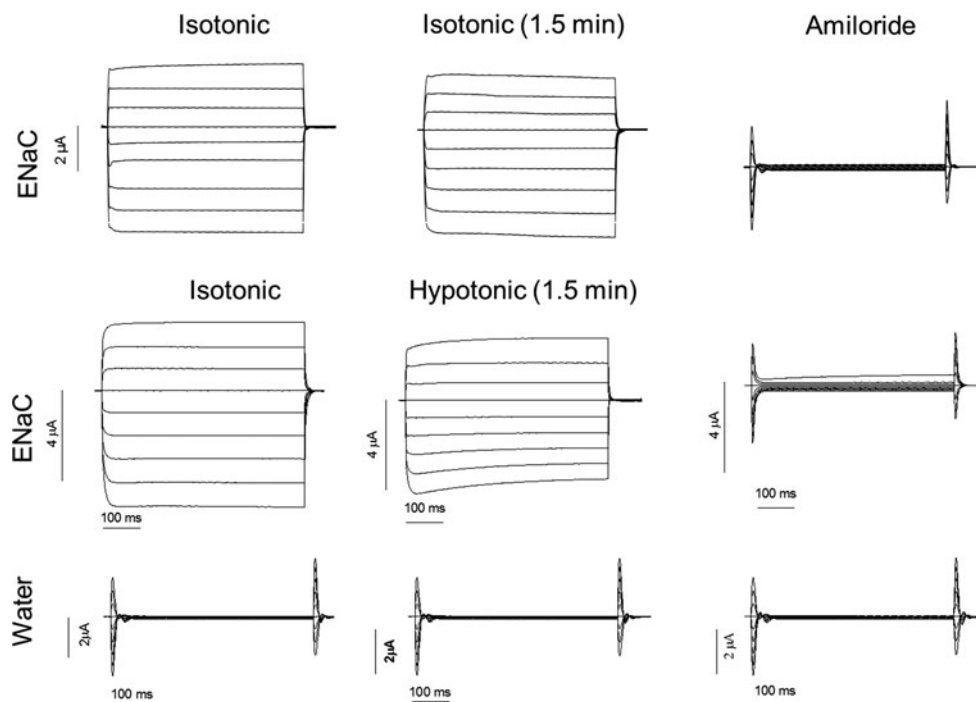 Isotonic
Isotonic (1.5 min)
Amiloride
ENaC
2 µA
Isotonic
Hypotonic (1.5 min)
ENaC
4 µA
4 µA
4 µA
100 ms
100 ms
100 ms
Water
2µA
2µA
2 µA
100 ms
100 ms
100 ms